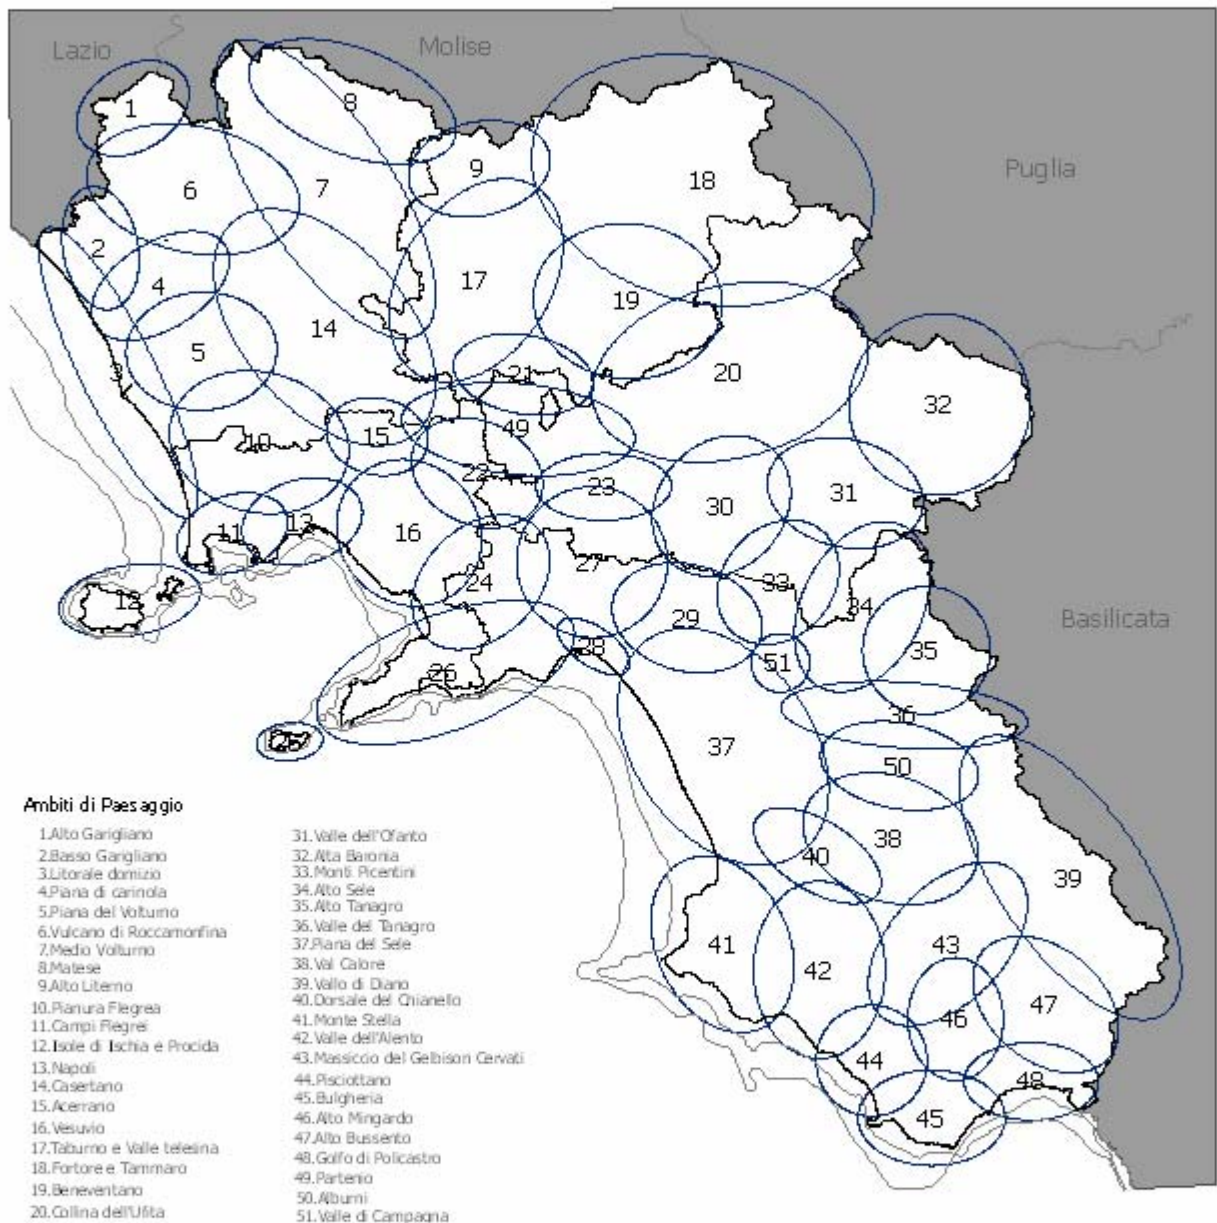 Lazio
Molise
Puglia
Basilicata
1
8
9
6
7
18
2
17
4
19
14
5
3
21
20
32
49
15
10
22
23
31
30
11
13
16
27
24
33
12
34
29
28
35
51
26
36
25
37
50
38
40
39
41
43
42
47
46
44
48
45
Ambiti di Paesaggio
1.Alto Garigliano
2.Basso Garigliano
3.Litorale domizio
4.Piana di carinola
5.Piana del Volturno
6.Vulcano di Roccamonfina
7.Medio Volturno
8.Matese
9.Alto Literno
10.Pianura Flegrea
11.Campi Flegrei
12.Isole di Ischia e Procida
13.Napoli
14.Casertano
15.Acerrano
16.Vesuvio
17.Taburno e Valle telesina
18.Fortore e Tammaro
19.Beneventano
20.Collina dell'Ufita
31.Valle dell'Ofanto
32.Alta Baronia
33.Monti Picentini
34.Alto Sele
35.Alto Tanagro
36.Valle del Tanagro
37.Piana del Sele
38.Val Calore
39.Vallo di Diano
40.Dorsale del Chianello
41.Monte Stella
42.Valle dell'Alento
43.Massiccio del Gelbison Cervati
44.Pisciottano
45.Bulgheria
46.Alto Mingardo
47.Alto Bussento
48.Golfo di Policastro
49.Partenio
50.Alburni
51.Valle di Campagna